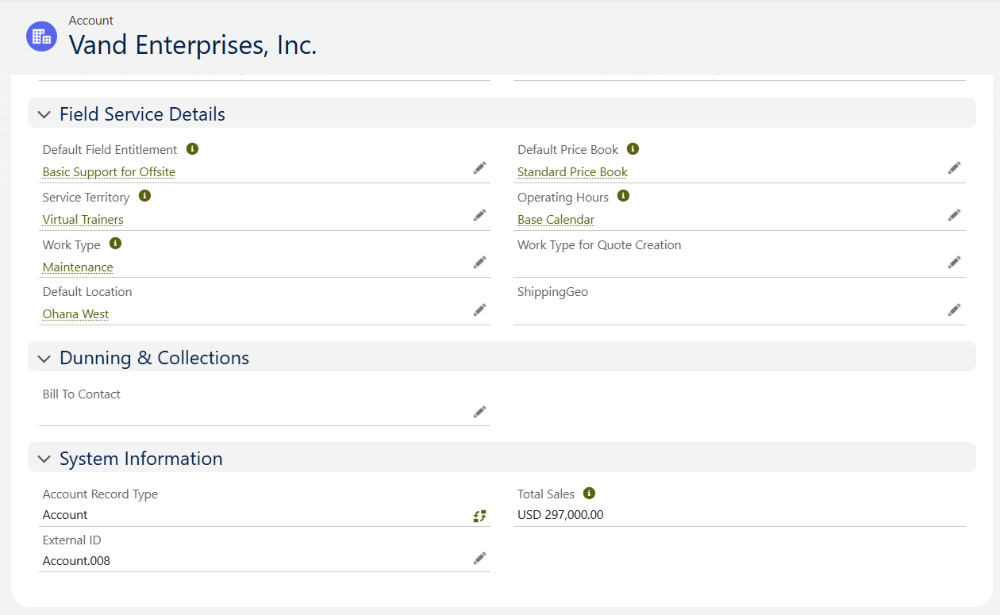 Account
Vand Enterprises, Inc.
Field Service Details
Default Field Entitlement
Basic Support for Offsite
Default Price Book
Standard Price Book
Service Territory
Virtual Trainers
Operating Hours
Base Calendar
Work Type
Maintenance
Work Type for Quote Creation
Default Location
Ohana West
ShippingGeo
Dunning & Collections
Bill To Contact
System Information
Account Record Type
Account
Total Sales
USD 297,000.00
External ID
Account.008